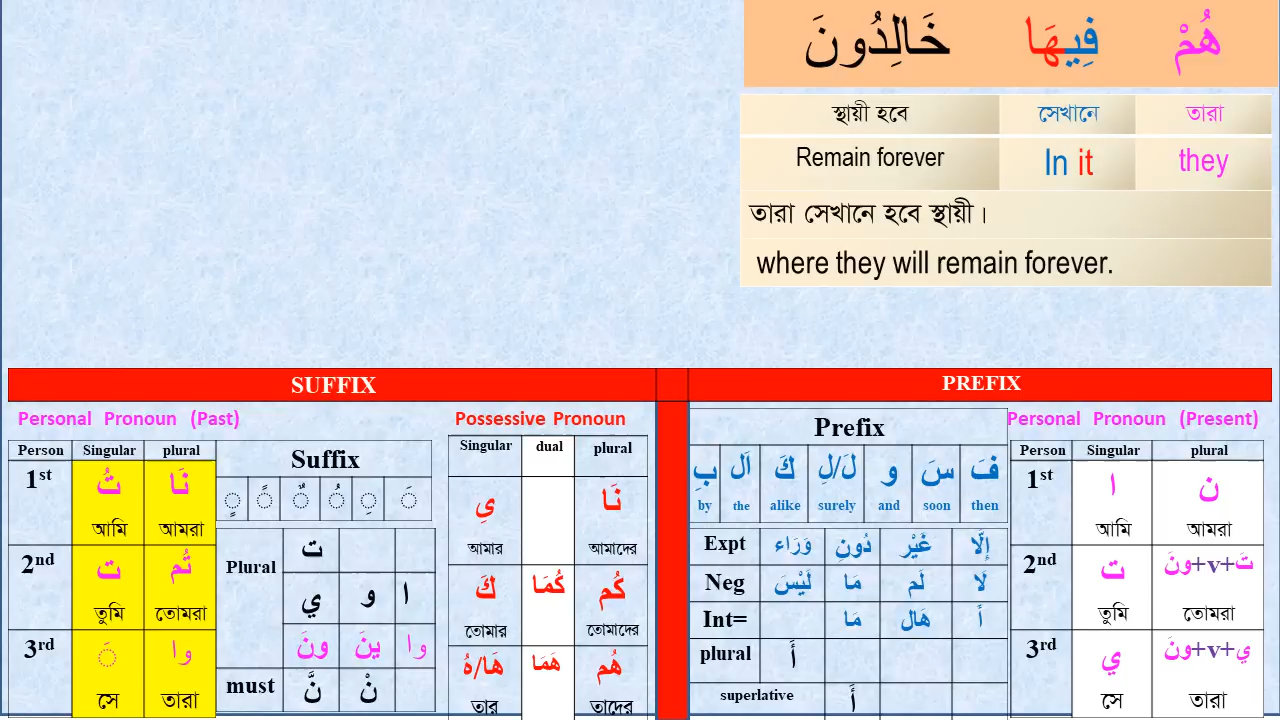 هُمْ فِيهَا خَالِدُونَ
স্থায়ী হবে সেখানে তারা
Remain forever In it they
তারা সেখানে হবে স্থায়ী।
where they will remain forever.
SUFFIX PREFIX
Personal Pronoun (Past)
Person Singular plural
1st تُ نَا
আমি আমরা
2nd ت تُم
তুমি তোমরা
3rd َ وا
সে তারা
Suffix
ٍ ً ٌ ُ ِ َ
Plural ت
ي و ا
ونَ ينَ وا
must نَّ نْ
Possessive Pronoun
Singular dual plural
يِ نَا
আমার আমাদের
كَ كُمَا كُم
তোমার তোমাদের
هَا/هُ هَمَا هُم
তার তাদের
Prefix
بِ اَل كَ لَ/لِ و سَ فَ
by the alike surely and soon then
Expt وَرَاء دُونِ غَيْر إِلَّا
Neg لَيْسَ مَا لَم لَا
Int= مَا هَال أَ
plural أَ
superlative أَ
Personal Pronoun (Present)
Person Singular plural
1st ا ن
আমি আমরা
2nd ت تَ+v+ونَ
তুমি তোমরা
3rd ي ي+v+ونَ
সে তারা